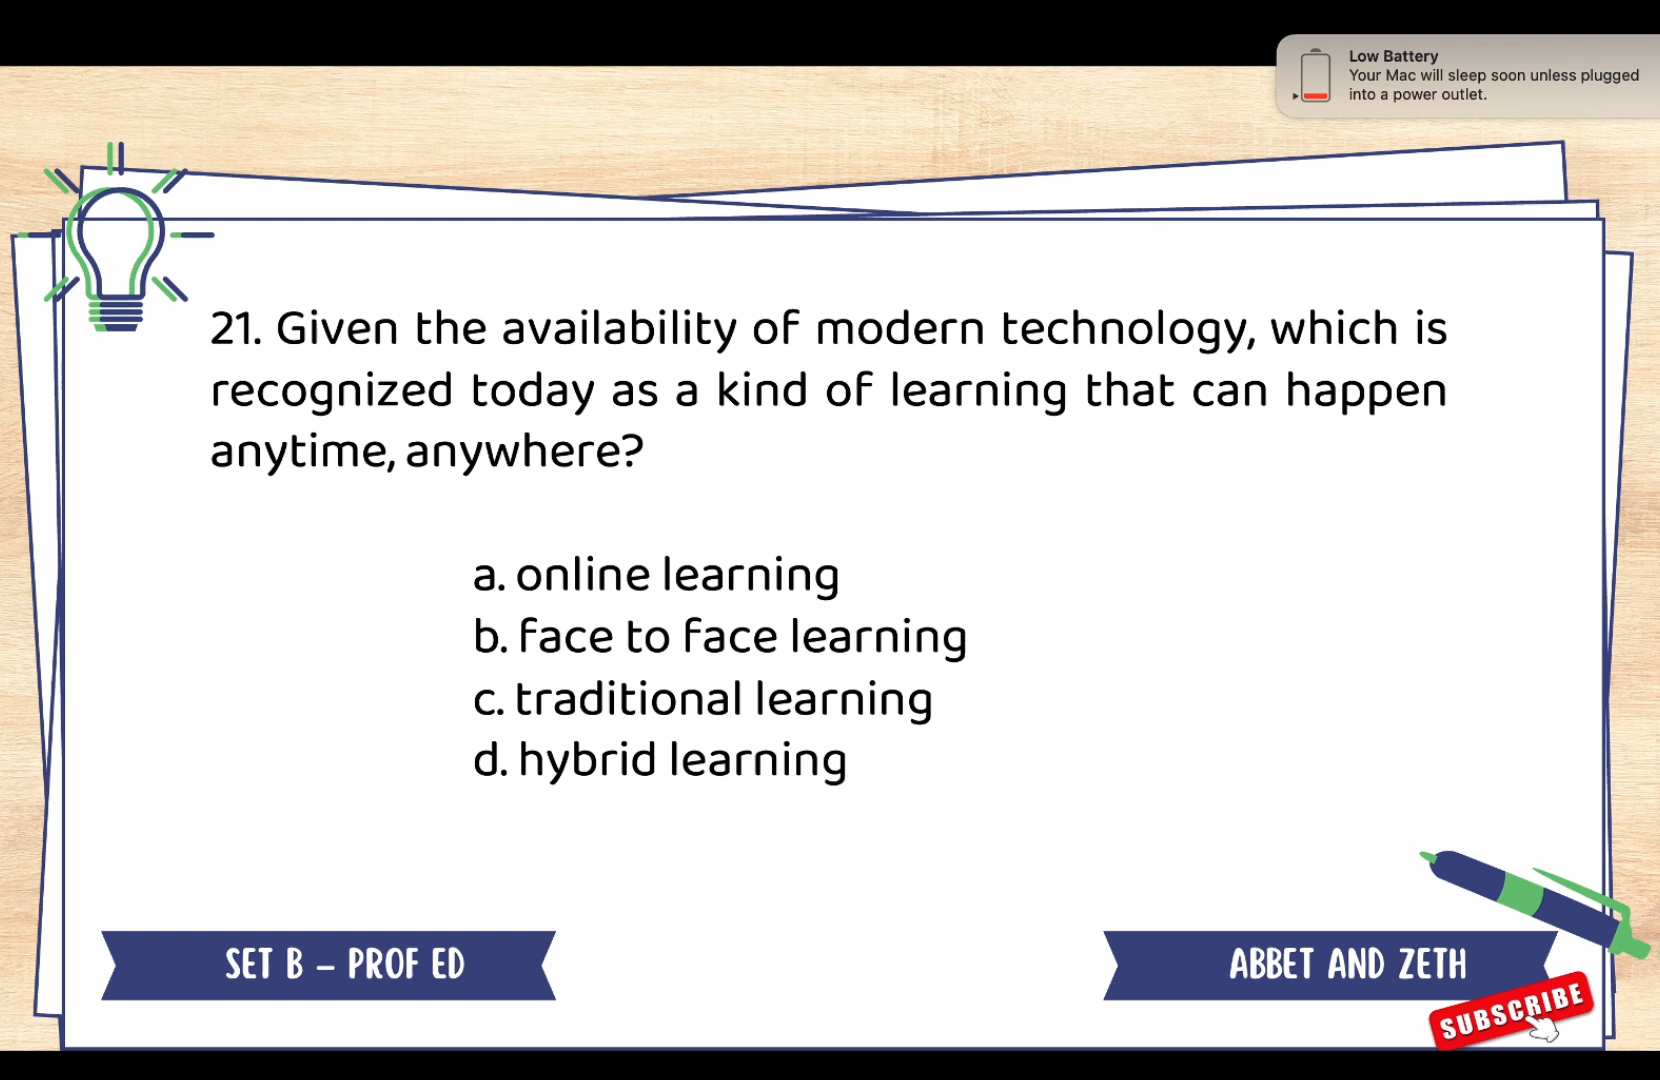 Low Battery
Your Mac will sleep soon unless plugged
into a power outlet.
21. Given the availability of modern technology, which is
recognized today as a kind of learning that can happen
anytime, anywhere?
a. online learning
b. face to face learning
c. traditional learning
d. hybrid learning
SET B – PROF ED
ABBET AND ZETH
SUBSCRIBE